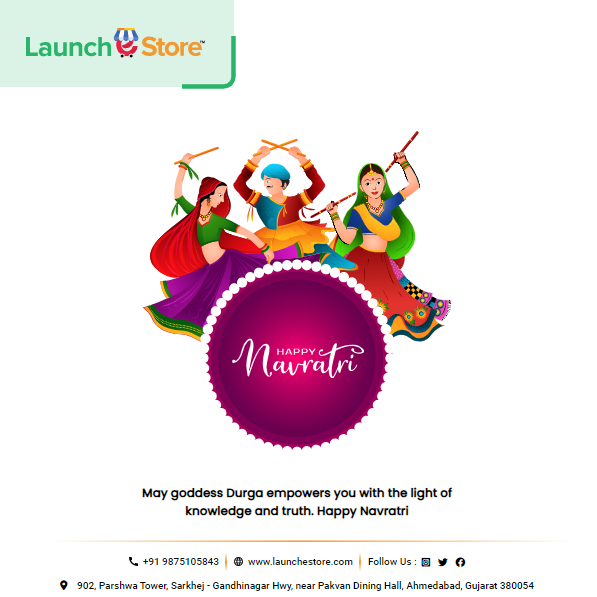 Launch e Store™
HAPPY
Navratri
May goddess Durga empowers you with the light of
knowledge and truth. Happy Navratri
+91 9875105843 | www.launchestore.com | Follow Us :
902, Parshwa Tower, Sarkhej - Gandhinagar Hwy, near Pakvan Dining Hall, Ahmedabad, Gujarat 380054